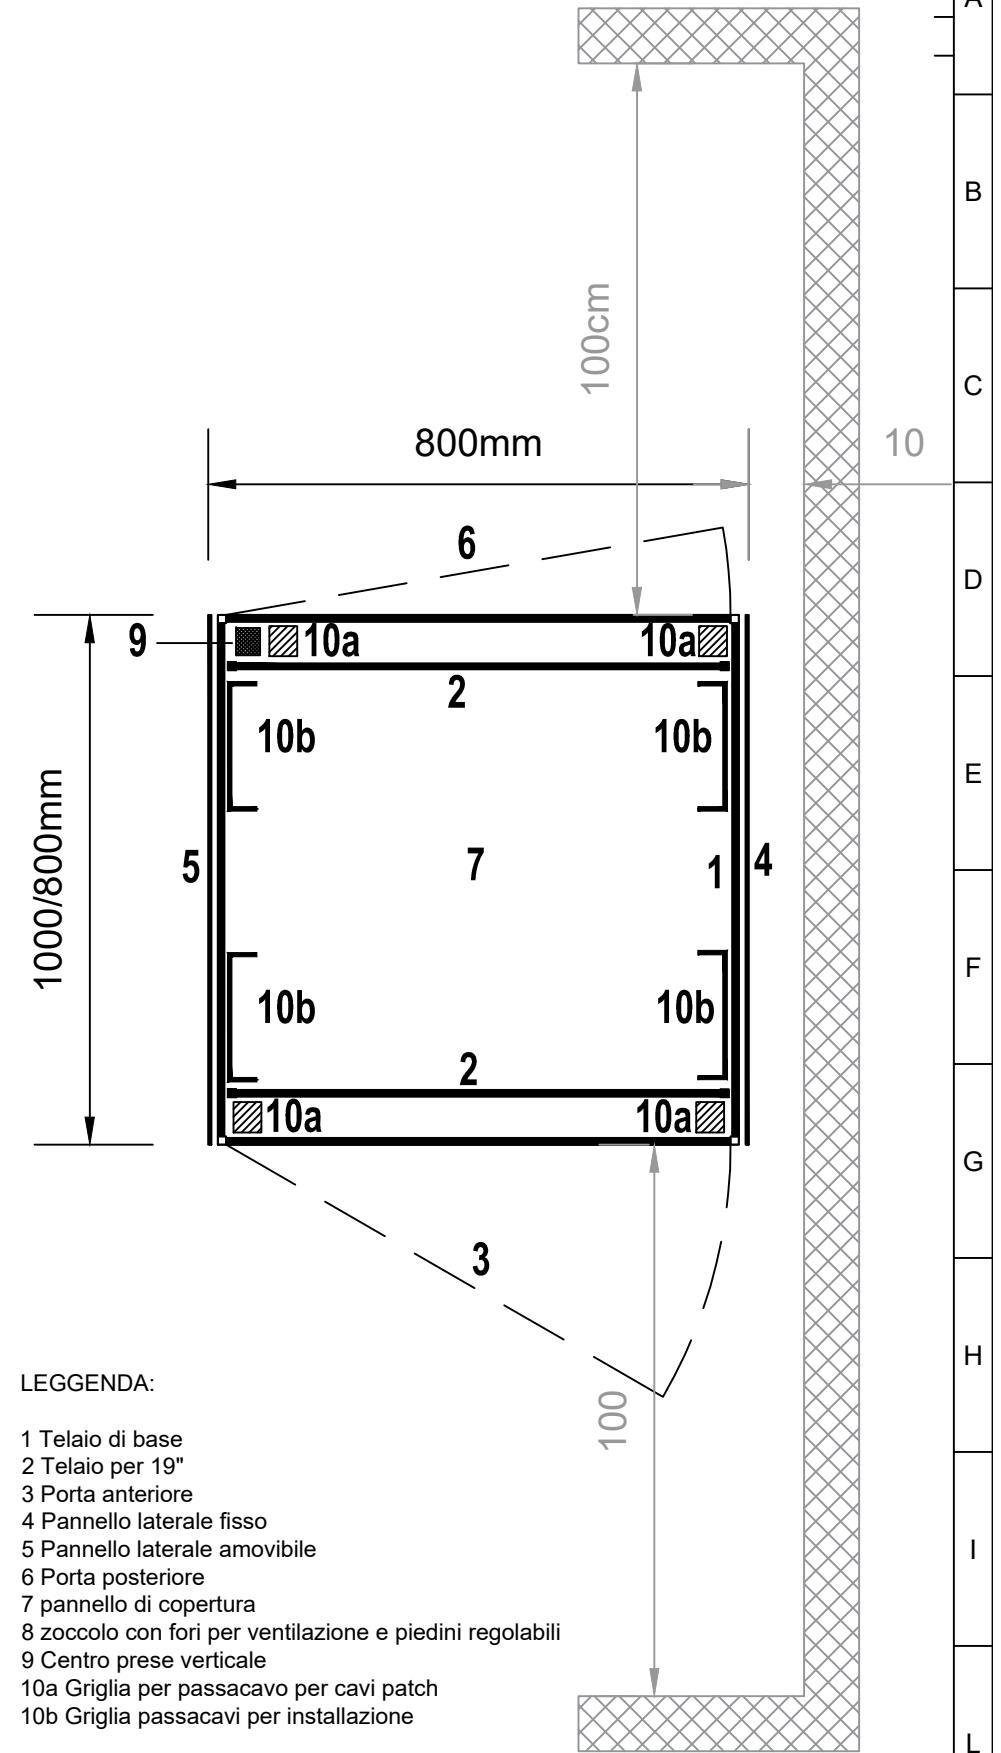 A
B
100cm
C
800mm
10
6
D
9
10a
10a
2
10b
10b
E
1000/800mm
5
7
1
4
F
10b
10b
2
10a
10a
G
3
H
LEGGENDA:
100
1 Telaio di base
2 Telaio per 19"
3 Porta anteriore
4 Pannello laterale fisso
5 Pannello laterale amovibile
6 Porta posteriore
7 pannello di copertura
8 zoccolo con fori per ventilazione e piedini regolabili
9 Centro prese verticale
10a Griglia per passacavo per cavi patch
10b Griglia passacavi per installazione
I
L